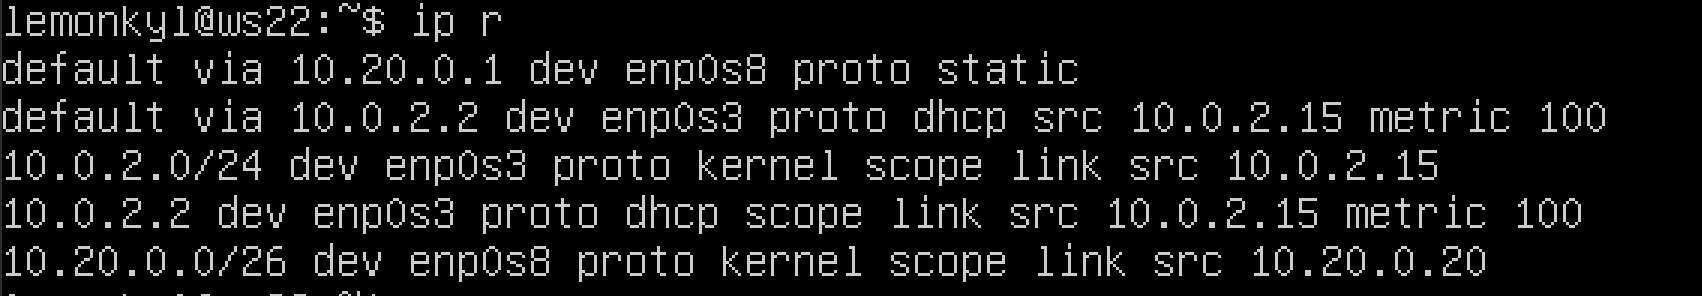 lemonkyl@ws22:~$ ip r
default via 10.20.0.1 dev enp0s8 proto static
default via 10.0.2.2 dev enp0s3 proto dhcp src 10.0.2.15 metric 100
10.0.2.0/24 dev enp0s3 proto kernel scope link src 10.0.2.15
10.0.2.2 dev enp0s3 proto dhcp scope link src 10.0.2.15 metric 100
10.20.0.0/26 dev enp0s8 proto kernel scope link src 10.20.0.20